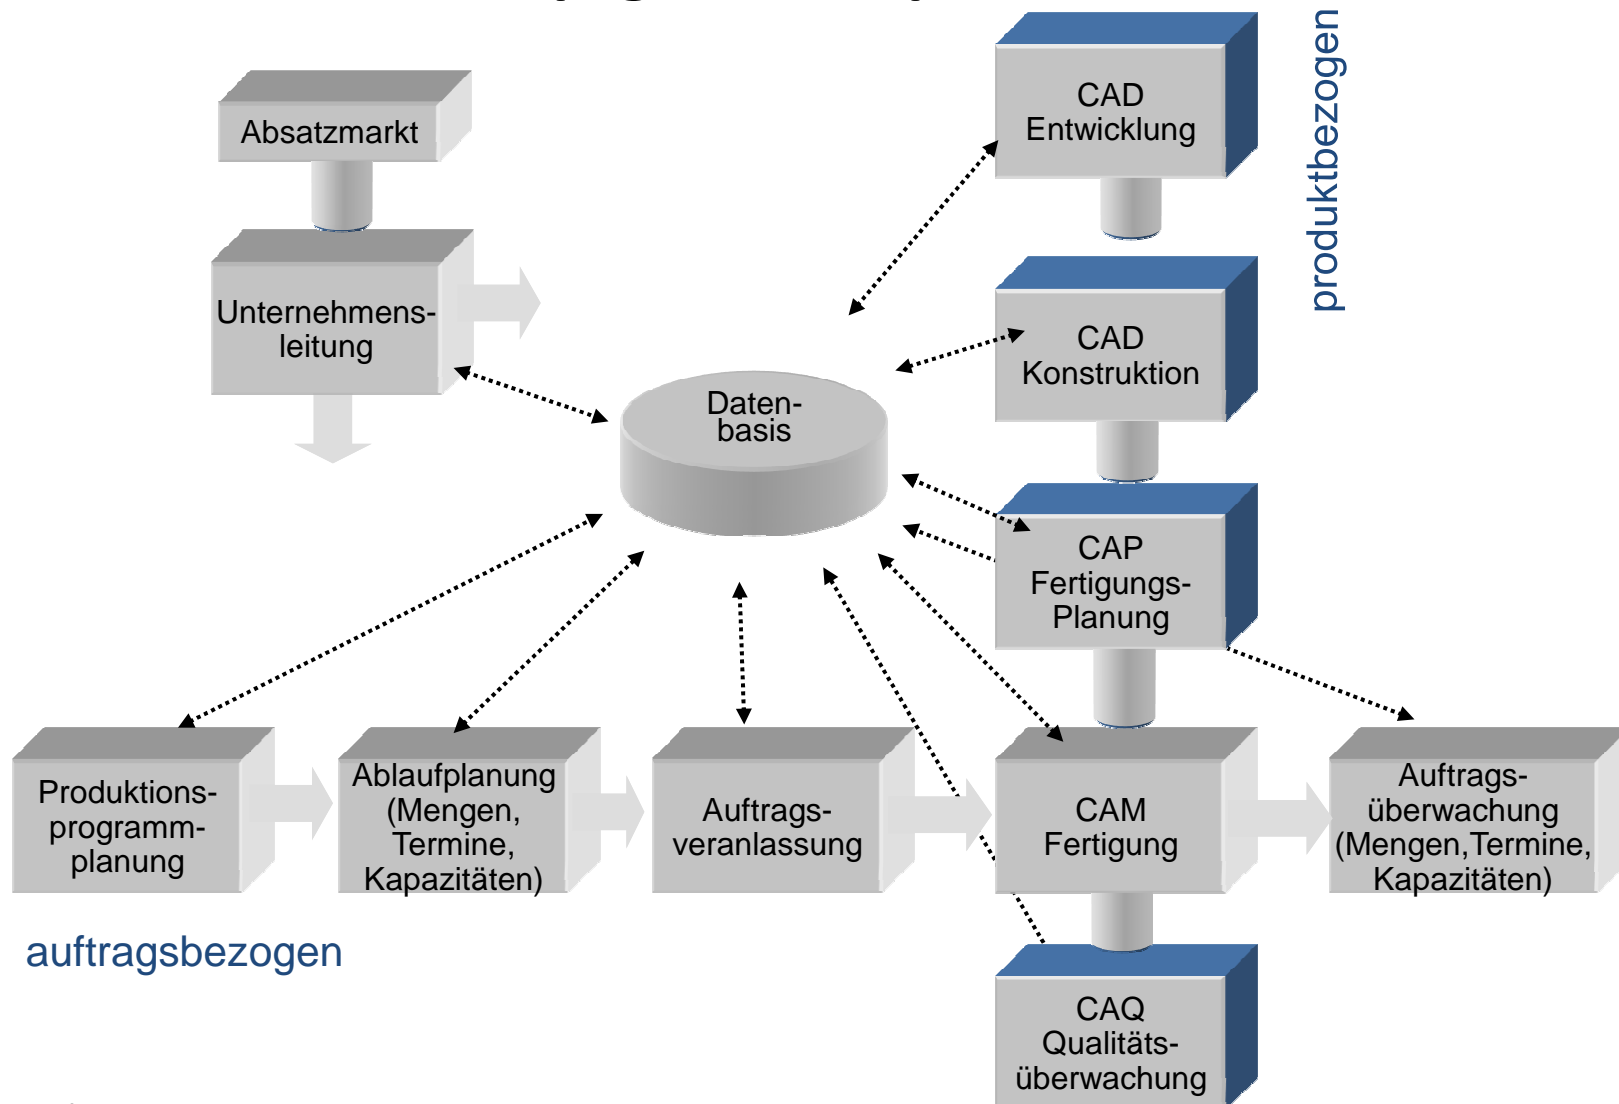 CAD
Entwicklung
produktbezogen
Absatzmarkt
Unternehmens-
leitung
CAD
Konstruktion
Daten-
basis
CAP
Fertigungs-
Planung
Produktions-
programm-
planung
Ablaufplanung
(Mengen,
Termine,
Kapazitäten)
Auftrags-
veranlassung
CAM
Fertigung
Auftrags-
überwachung
(Mengen,Termine,
Kapazitäten)
auftragsbezogen
CAQ
Qualitäts-
überwachung